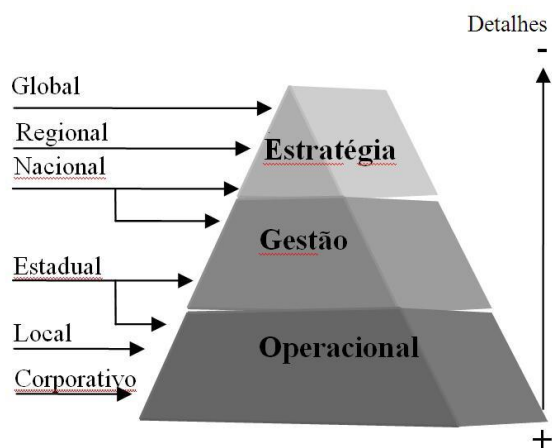 Detalhes
-
Global
Regional
Nacional
Estratégia
Gestão
Estadual
Local
Operacional
Corporativo
+